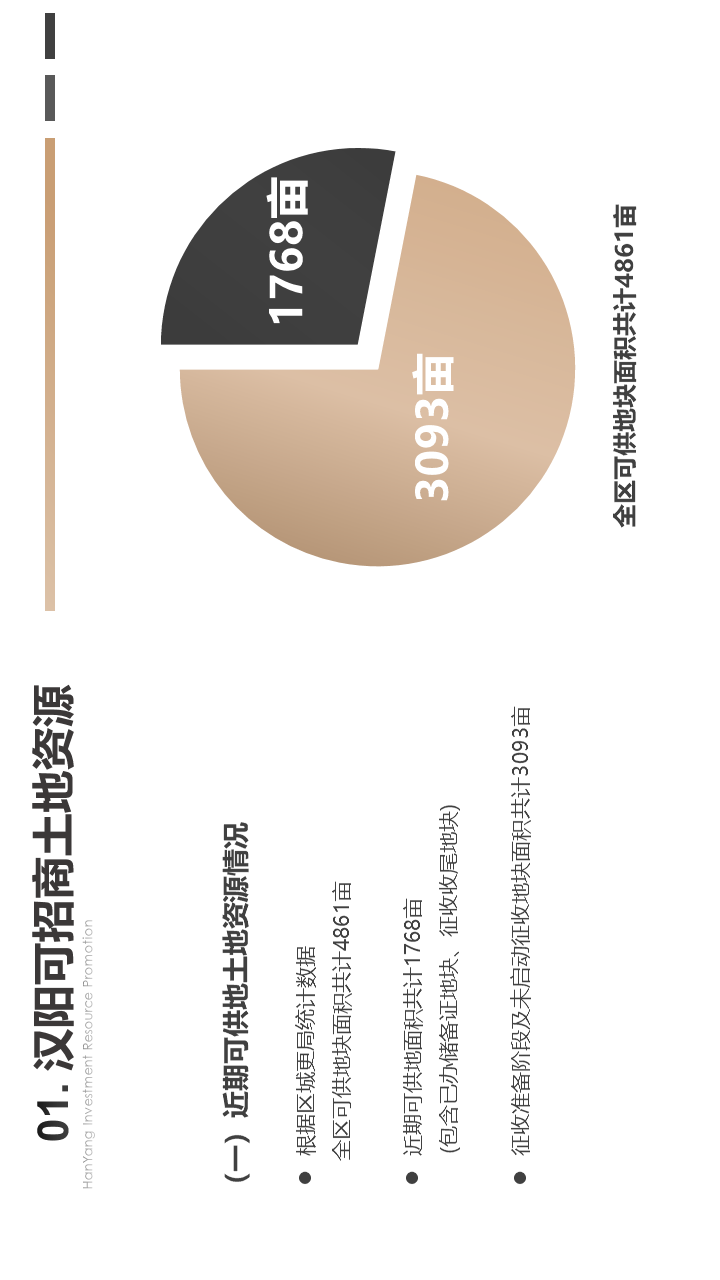 01. 汉阳可招商土地资源
HanYang Investment Resource Promotion
（一）近期可供地土地资源情况
● 根据区城更局统计数据
全区可供地块面积共计4861亩
● 近期可供地面积共计1768亩
(包含已办储备证地块、征收收尾地块)
● 征收准备阶段及未启动征收地块面积共计3093亩
1768亩
3093亩
全区可供地块面积共计4861亩